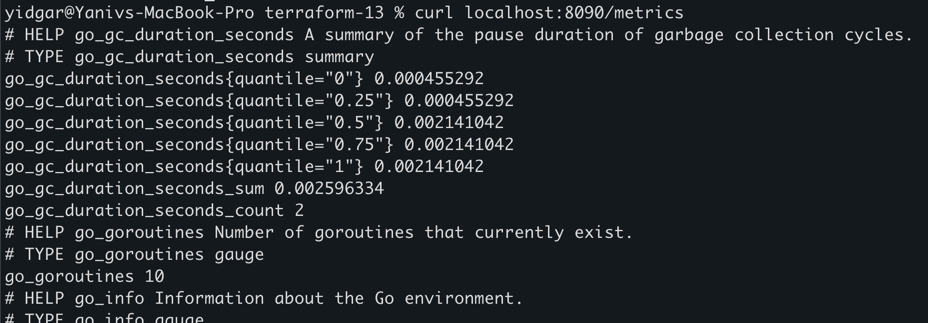 yidgar@Yanivs-MacBook-Pro terraform-13 % curl localhost:8090/metrics
# HELP go_gc_duration_seconds A summary of the pause duration of garbage collection cycles.
# TYPE go_gc_duration_seconds summary
go_gc_duration_seconds{quantile="0"} 0.000455292
go_gc_duration_seconds{quantile="0.25"} 0.000455292
go_gc_duration_seconds{quantile="0.5"} 0.002141042
go_gc_duration_seconds{quantile="0.75"} 0.002141042
go_gc_duration_seconds{quantile="1"} 0.002141042
go_gc_duration_seconds_sum 0.002596334
go_gc_duration_seconds_count 2
# HELP go_goroutines Number of goroutines that currently exist.
# TYPE go_goroutines gauge
go_goroutines 10
# HELP go_info Information about the Go environment.
# TYPE go_info gauge